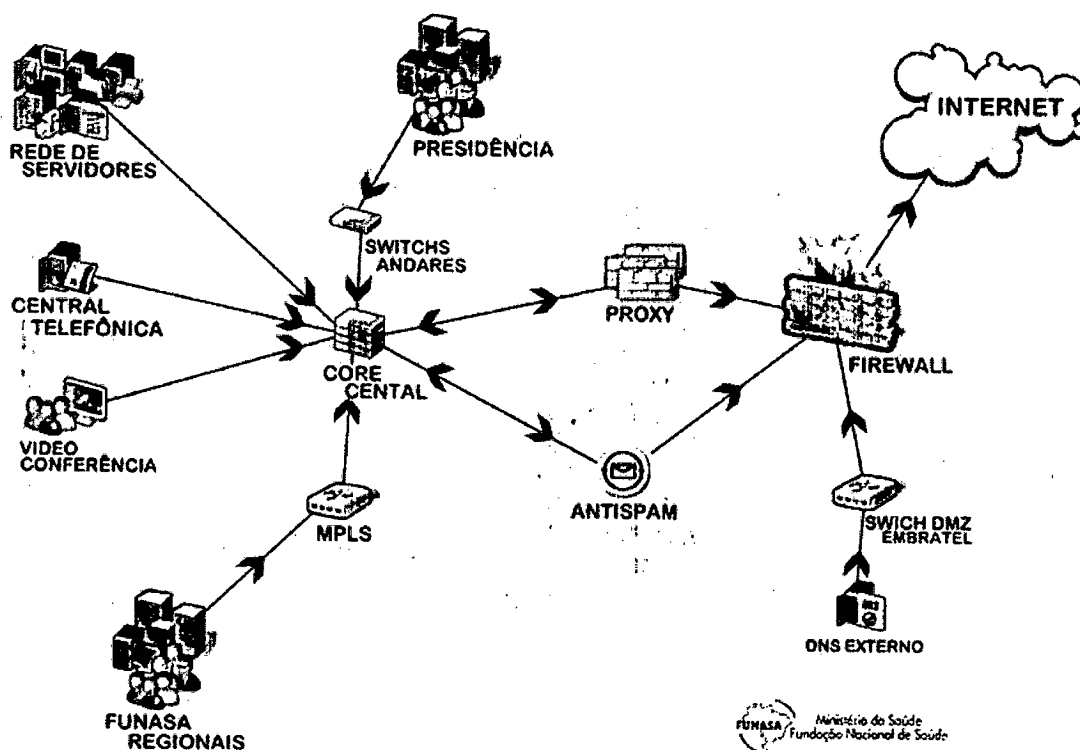 INTERNET
REDE DE
SERVIDORES
PRESIDÊNCIA
SWITCHS
ANDARES
CENTRAL
TELEFÔNICA
PROXY
FIREWALL
CORE
CENTAL
VIDEO
CONFERÊNCIA
ANTISPAM
MPLS
SWICH DMZ
EMBRATEL
DNS EXTERNO
FUNASA
REGIONAIS
FUNASA
Ministério da Saúde
Fundação Nacional de Saúde